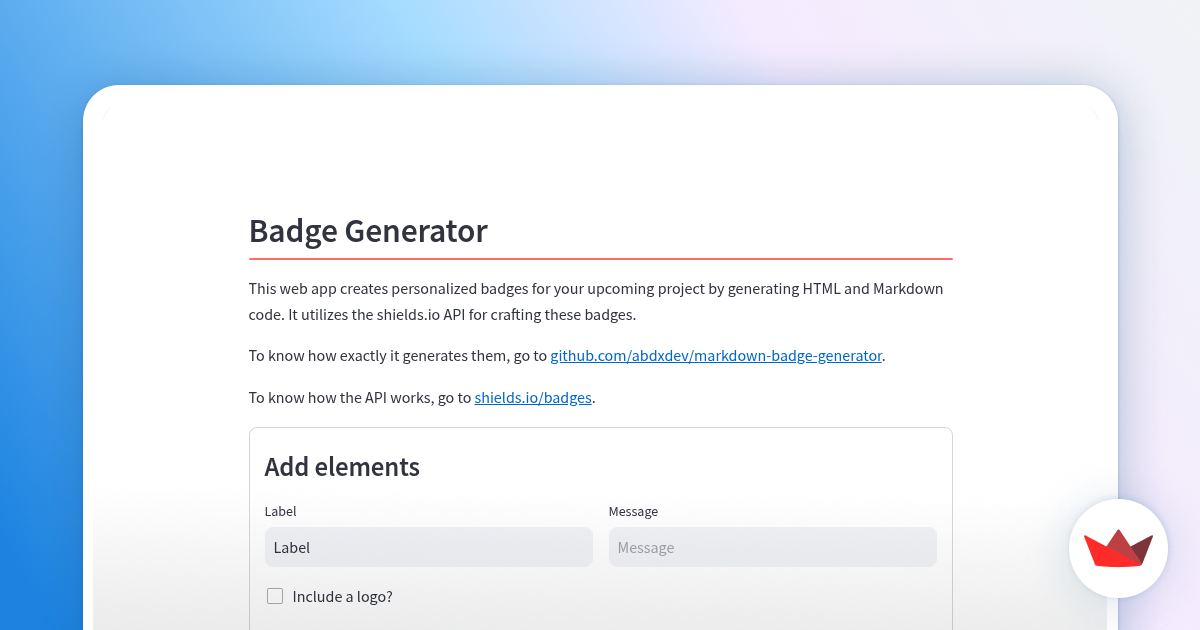 Badge Generator
This web app creates personalized badges for your upcoming project by generating HTML and Markdown
code. It utilizes the shields.io API for crafting these badges.
To know how exactly it generates them, go to github.com/abdxdev/markdown-badge-generator.
To know how the API works, go to shields.io/badges.
Add elements
Label Message
Label Message
Include a logo?